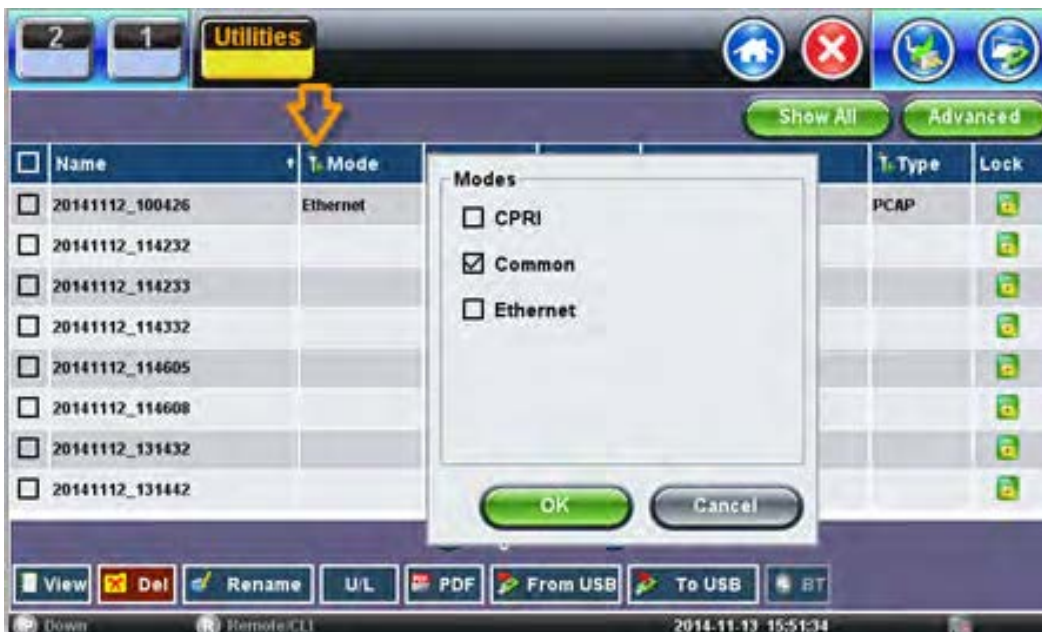 2 1 Utilities
Show All Advanced
Name Mode Type Lock
20141112_100426 Ethernet PCAP
20141112_114232
20141112_114233
20141112_114332
20141112_114605
20141112_114608
20141112_131432
20141112_131442
Modes
CPRI
Common
Ethernet
OK Cancel
View Del Rename U/L PDF From USB To USB BT
P Down R Remote/CLI 2014-11-13 15:51:34